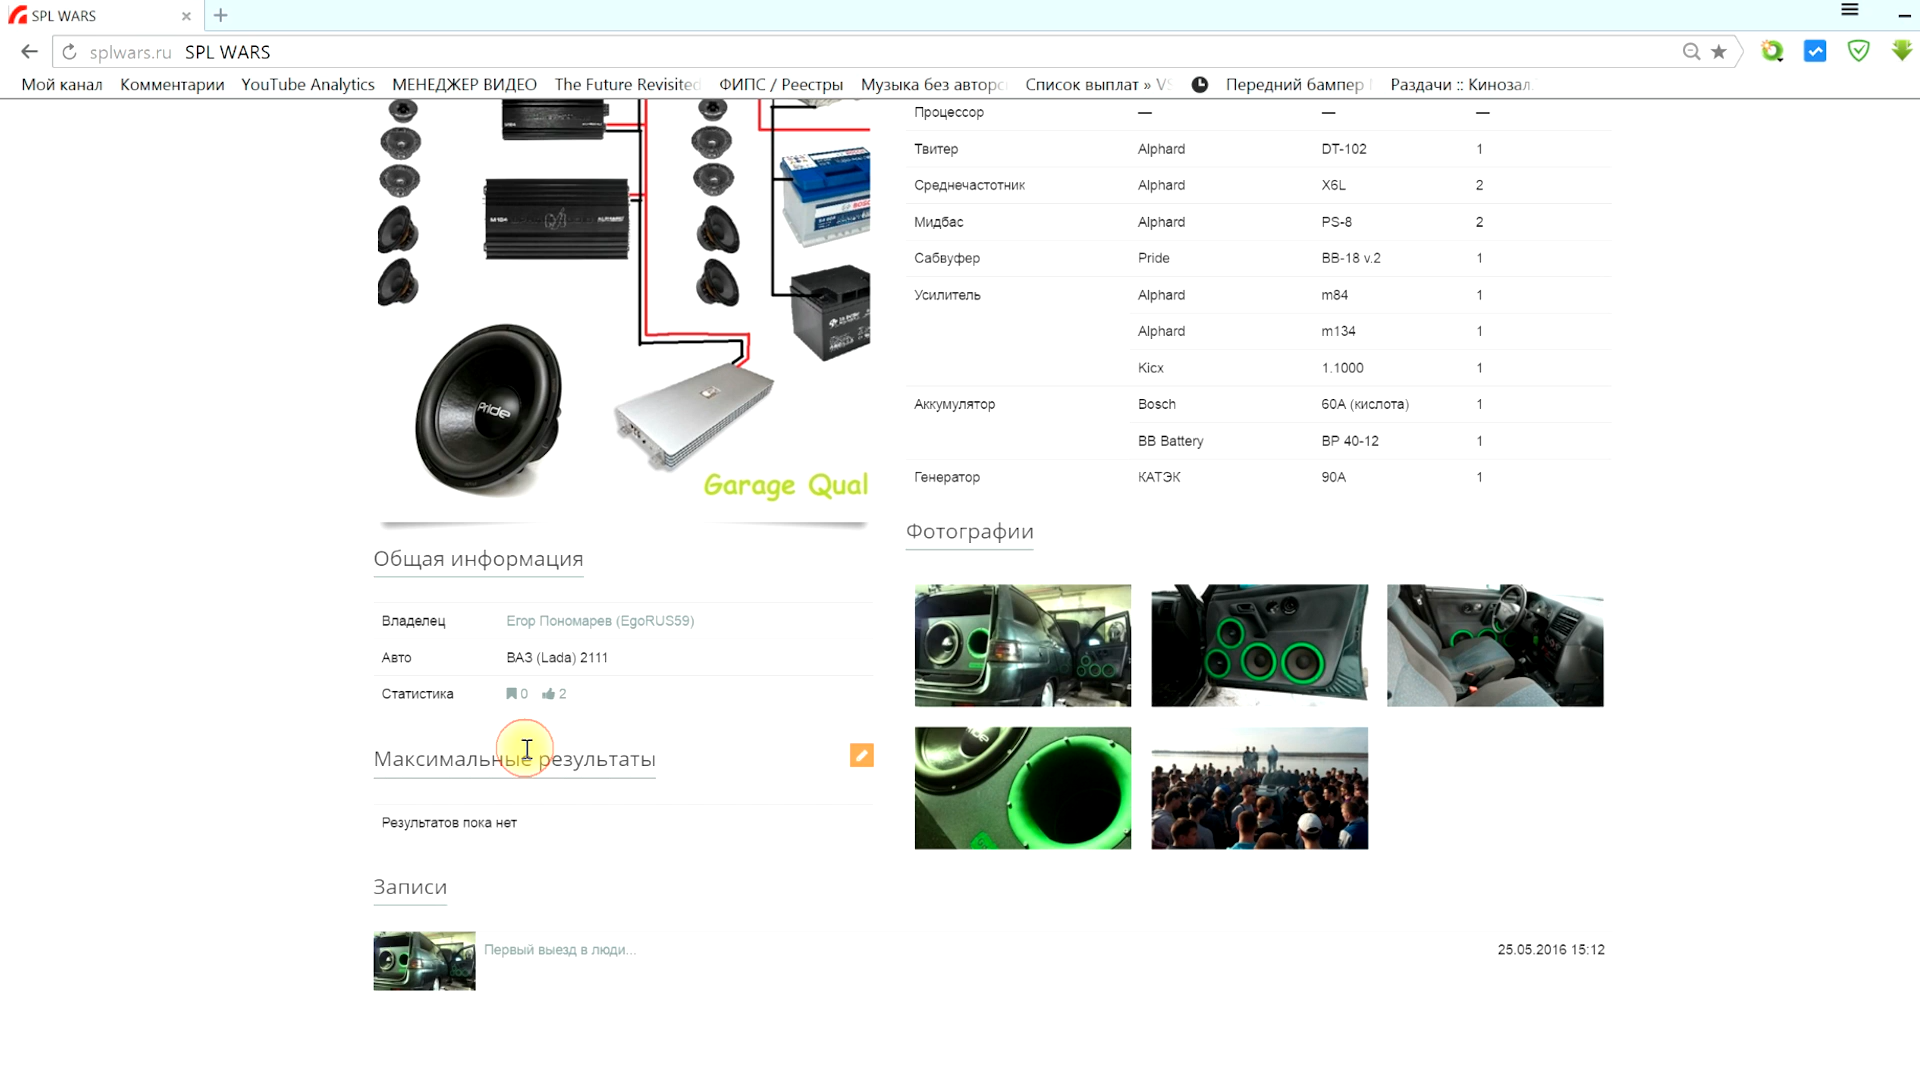 SPL WARS
splwars.ru SPL WARS
Мой канал Комментарии YouTube Analytics МЕНЕДЖЕР ВИДЕО The Future Revisited ФИПС / Реестры Музыка без авторс Список выплат » VS Передний бампер Раздачи :: Кинозал.
Процессор — — —
Твитер Alphard DT-102 1
Среднечастотник Alphard X6L 2
Мидбас Alphard PS-8 2
Сабвуфер Pride BB-18 v.2 1
Усилитель Alphard m84 1
Alphard m134 1
Kicx 1.1000 1
Аккумулятор Bosch 60А (кислота) 1
BB Battery BP 40-12 1
Генератор КАТЭК 90А 1
BOSCH
Pride
Garage Qual
Общая информация
Владелец Егор Пономарев (EgoRUS59)
Авто ВАЗ (Lada) 2111
Статистика 0 2
Максимальные результаты
Результатов пока нет
Фотографии
Записи
Первый выезд в люди... 25.05.2016 15:12